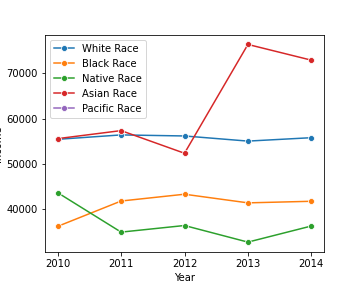 White Race
Black Race
Native Race
Asian Race
Pacific Race
70000
60000
50000
40000
2010
2011
2012
2013
2014
Year